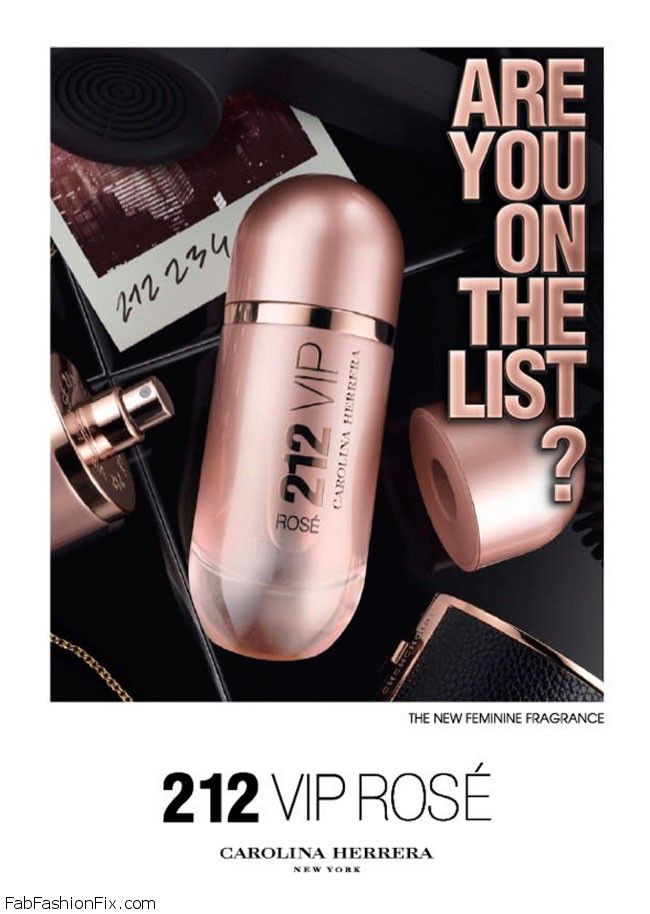 ARE
YOU
ON
THE
LIST
?
212 234
212 VIP
ROSÉ
CAROLINA HERRERA
THE NEW FEMININE FRAGRANCE
212 VIP ROSÉ
CAROLINA HERRERA
NEW YORK
FabFashionFix.com